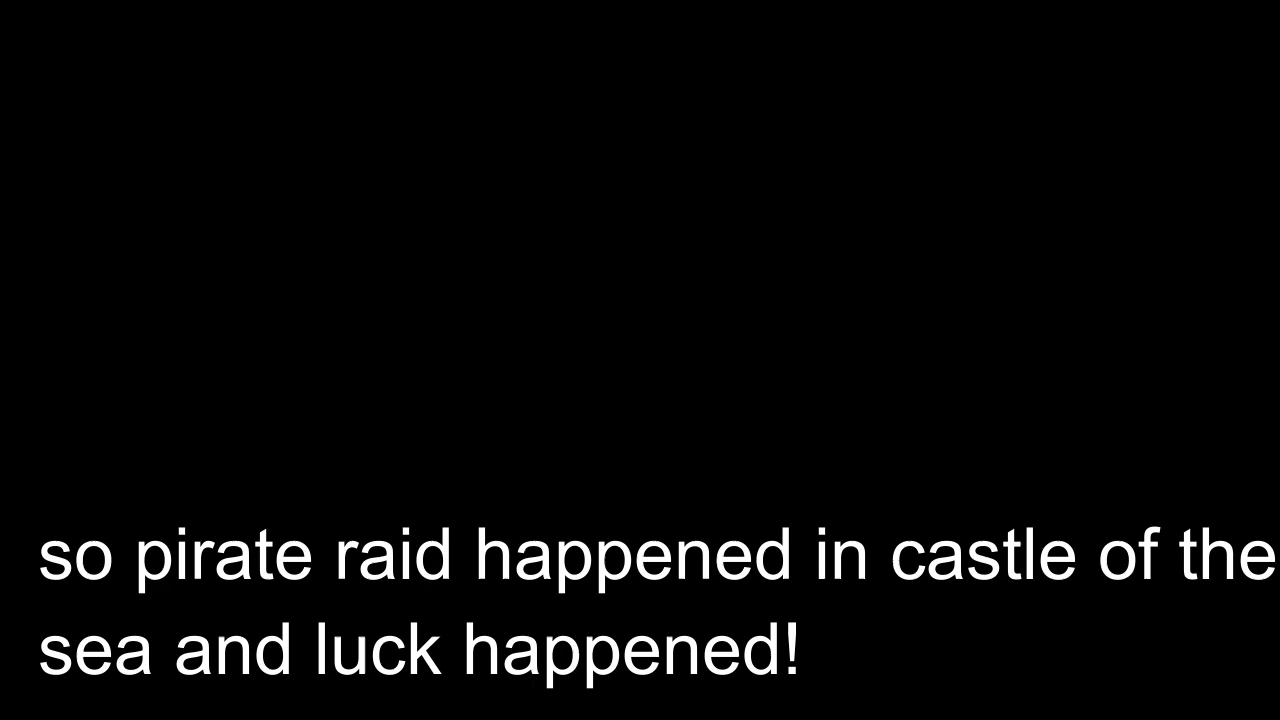 so pirate raid happened in castle of the
sea and luck happened!